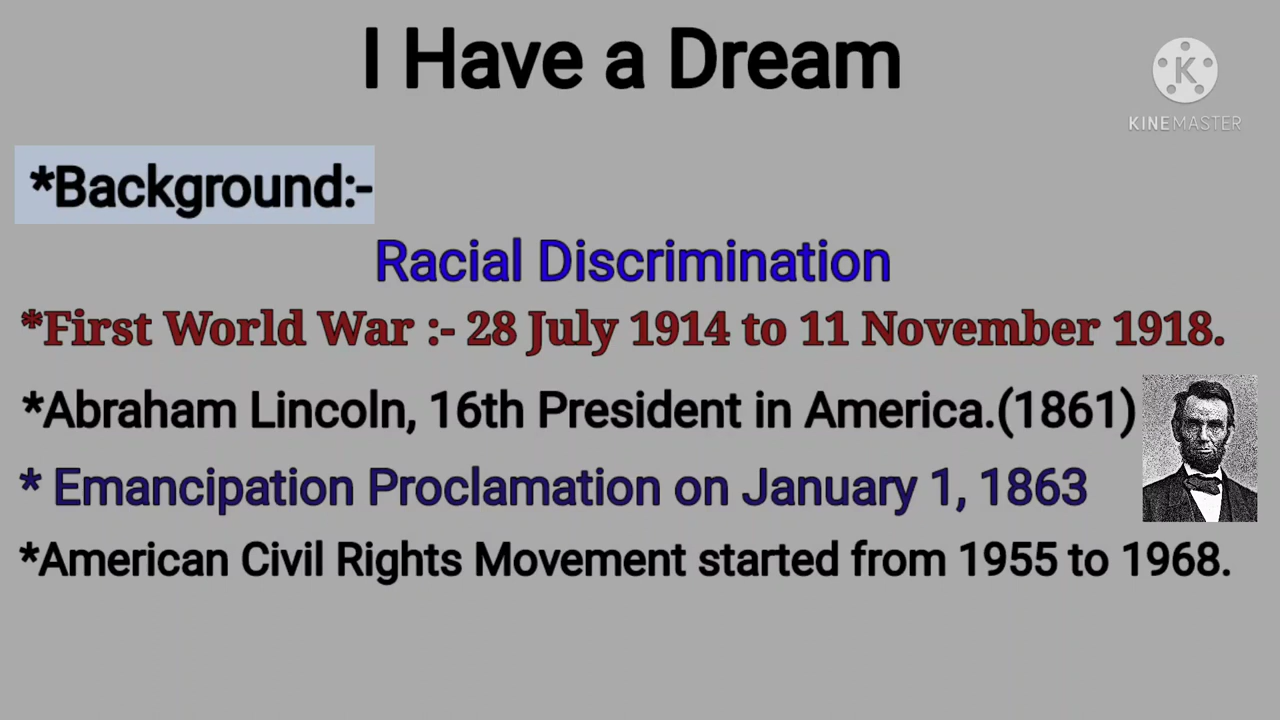 I Have a Dream
K
KINEMASTER
*Background:-
Racial Discrimination
*First World War :- 28 July 1914 to 11 November 1918.
*Abraham Lincoln, 16th President in America.(1861)
* Emancipation Proclamation on January 1, 1863
*American Civil Rights Movement started from 1955 to 1968.